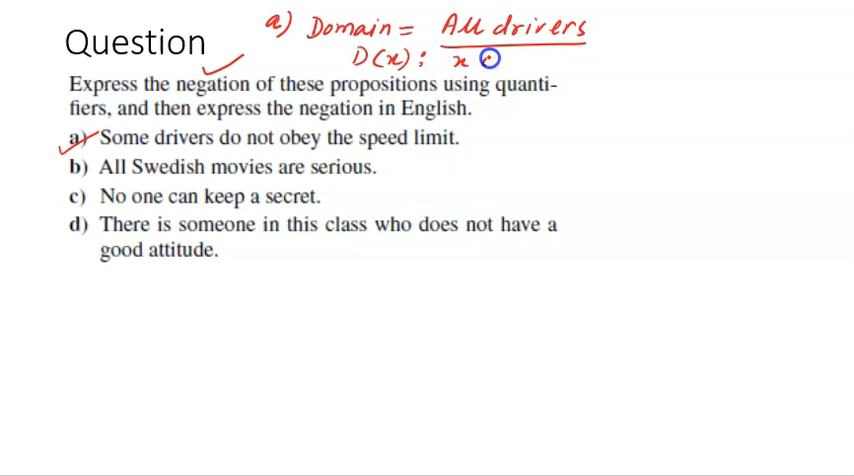 Question
a) Domain = All drivers
D(x) : x
Express the negation of these propositions using quanti-
fiers, and then express the negation in English.
a) Some drivers do not obey the speed limit.
b) All Swedish movies are serious.
c) No one can keep a secret.
d) There is someone in this class who does not have a
good attitude.